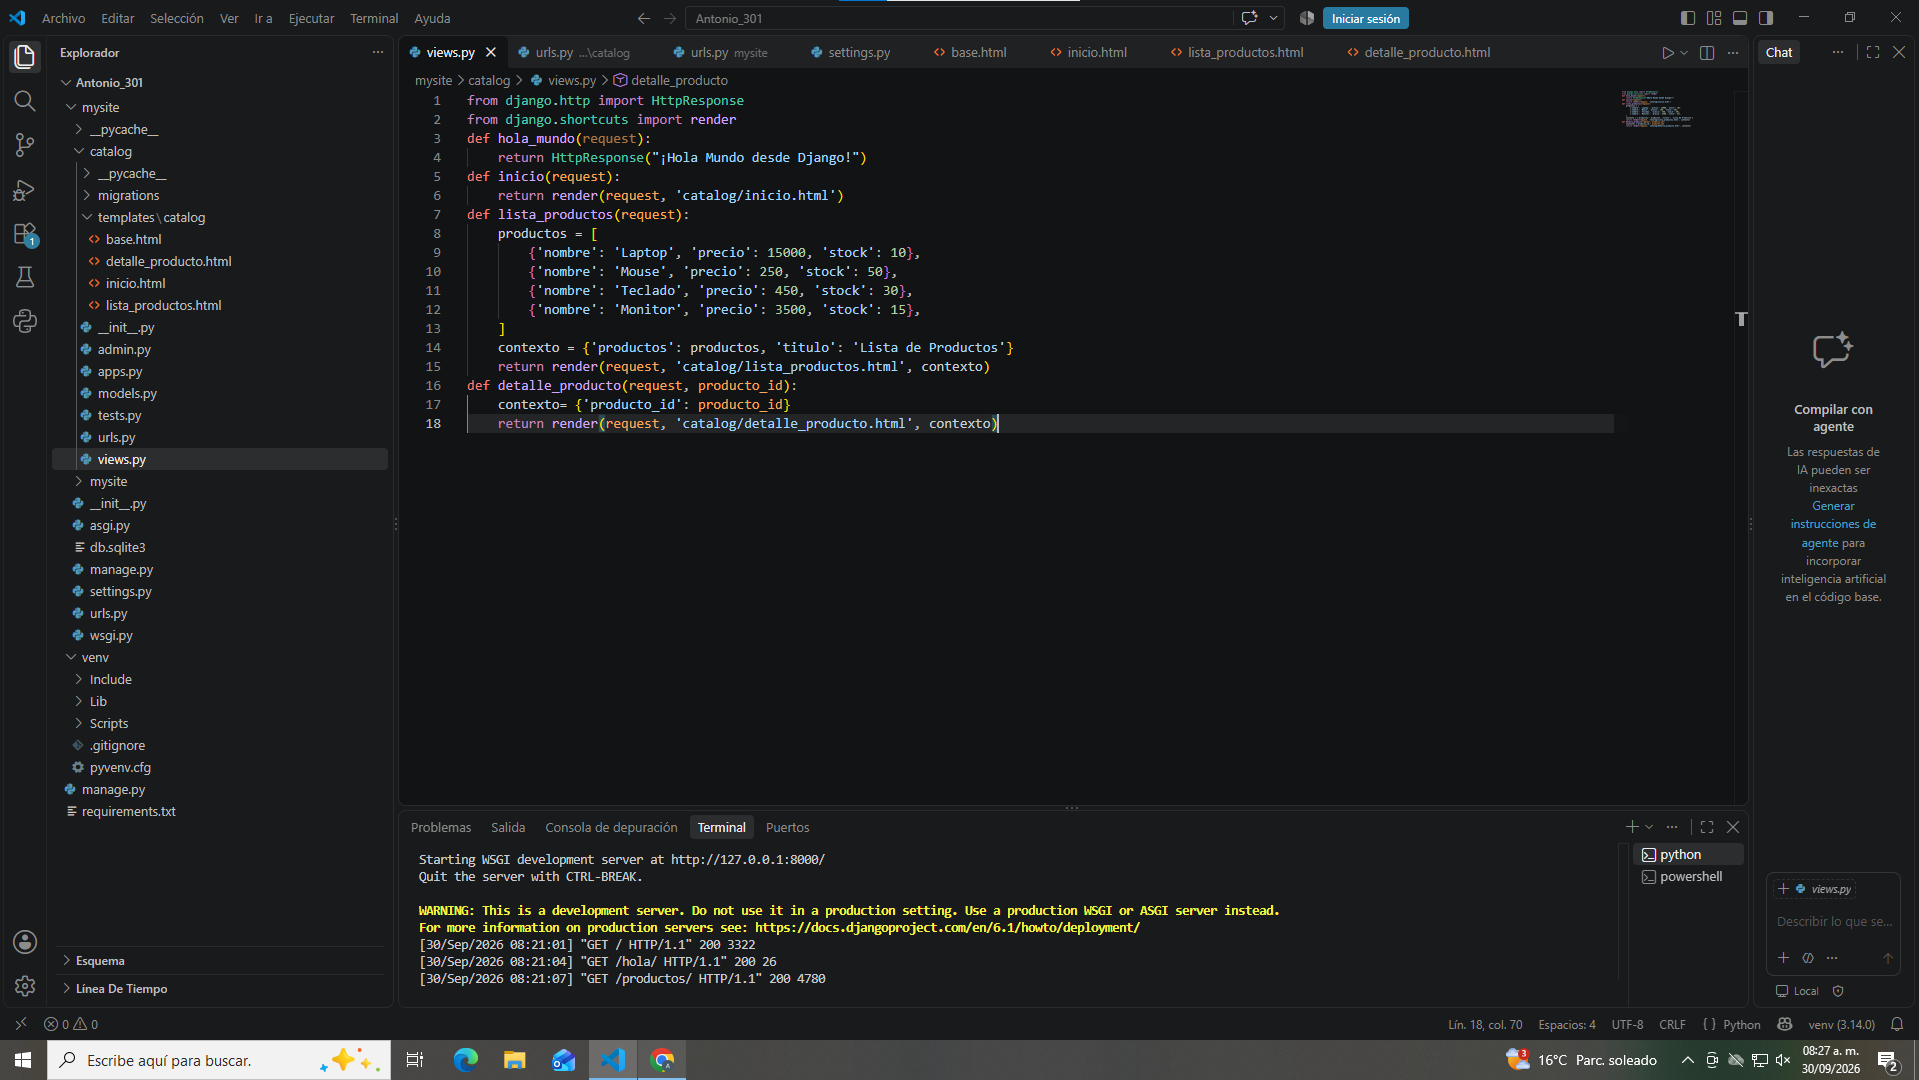 Archivo Editar Selección Ver Ir a Ejecutar Terminal Ayuda
Antonio_301
Iniciar sesión
Explorador
Antonio_301
mysite
__pycache__
catalog
__pycache__
migrations
templates\catalog
base.html
detalle_producto.html
inicio.html
lista_productos.html
__init__.py
admin.py
apps.py
models.py
tests.py
urls.py
views.py
mysite
__init__.py
asgi.py
db.sqlite3
manage.py
settings.py
urls.py
wsgi.py
venv
Include
Lib
Scripts
.gitignore
pyvenv.cfg
manage.py
requirements.txt
Esquema
Línea De Tiempo
1
views.py urls.py ...\catalog urls.py mysite settings.py base.html inicio.html lista_productos.html detalle_producto.html
mysite > catalog > views.py > detalle_producto
1 from django.http import HttpResponse
2 from django.shortcuts import render
3 def hola_mundo(request):
4     return HttpResponse("¡Hola Mundo desde Django!")
5 def inicio(request):
6     return render(request, 'catalog/inicio.html')
7 def lista_productos(request):
8     productos = [
9         {'nombre': 'Laptop', 'precio': 15000, 'stock': 10},
10         {'nombre': 'Mouse', 'precio': 250, 'stock': 50},
11         {'nombre': 'Teclado', 'precio': 450, 'stock': 30},
12         {'nombre': 'Monitor', 'precio': 3500, 'stock': 15},
13     ]
14     contexto = {'productos': productos, 'titulo': 'Lista de Productos'}
15     return render(request, 'catalog/lista_productos.html', contexto)
16 def detalle_producto(request, producto_id):
17     contexto= {'producto_id': producto_id}
18     return render(request, 'catalog/detalle_producto.html', contexto)
Problemas Salida Consola de depuración Terminal Puertos
Starting WSGI development server at http://127.0.0.1:8000/
Quit the server with CTRL-BREAK.
WARNING: This is a development server. Do not use it in a production setting. Use a production WSGI or ASGI server instead.
For more information on production servers see: https://docs.djangoproject.com/en/6.1/howto/deployment/
[30/Sep/2026 08:21:01] "GET / HTTP/1.1" 200 3322
[30/Sep/2026 08:21:04] "GET /hola/ HTTP/1.1" 200 26
[30/Sep/2026 08:21:07] "GET /productos/ HTTP/1.1" 200 4780
python
powershell
Chat
Compilar con
agente
Las respuestas de
IA pueden ser
inexactas
Generar
instrucciones de
agente para
incorporar
inteligencia artificial
en el código base.
views.py
Describir lo que se...
Local
0 0
Lín. 18, col. 70 Espacios: 4 UTF-8 CRLF { } Python venv (3.14.0)
Escribe aquí para buscar.
3
16°C Parc. soleado
08:27 a. m.
30/09/2026
2